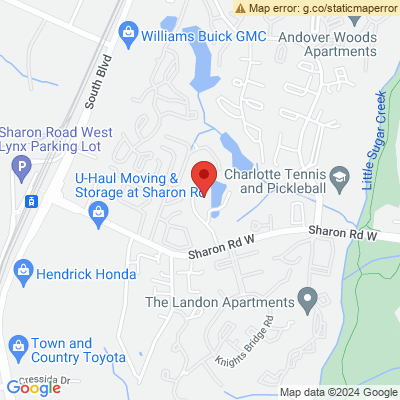 Map error: g.co/staticmaperror
Williams Buick GMC
Andover Woods
Apartments
South Blvd
Little Sugar Creek
Sharon Road West
Lynx Parking Lot
U-Haul Moving &
Storage at Sharon Rd
Charlotte Tennis
and Pickleball
Sharon Rd W
Sharon Rd W
Hendrick Honda
The Landon Apartments
Knights Bridge Rd
Town and
Country Toyota
Cressida Dr
Google
Map data ©2024 Google